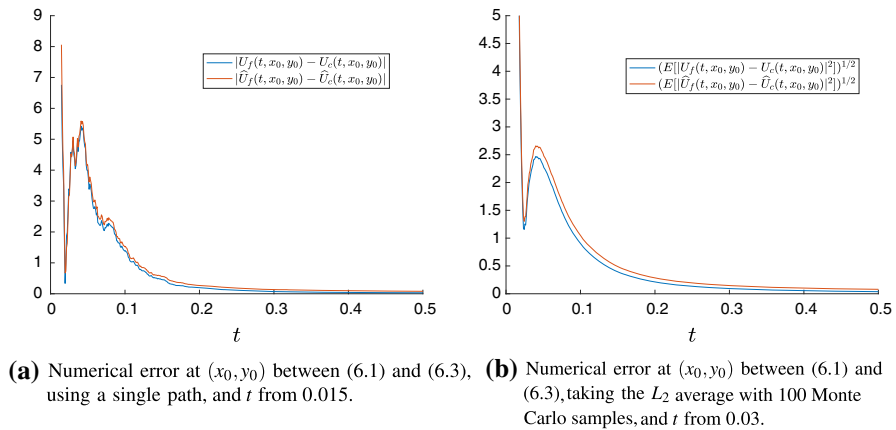 9
8
7
6
5
4
3
2
1
0
0 0.1 0.2 0.3 0.4 0.5
t
|U_f(t, x_0, y_0) − U_c(t, x_0, y_0)|
|Û_f(t, x_0, y_0) − Û_c(t, x_0, y_0)|
(a) Numerical error at (x_0, y_0) between (6.1) and (6.3),
using a single path, and t from 0.015.
5
4.5
4
3.5
3
2.5
2
1.5
1
0.5
0
0 0.1 0.2 0.3 0.4 0.5
t
(E[|U_f(t, x_0, y_0) − U_c(t, x_0, y_0)|^2])^{1/2}
(E[|Û_f(t, x_0, y_0) − Û_c(t, x_0, y_0)|^2])^{1/2}
(b) Numerical error at (x_0, y_0) between (6.1) and
(6.3), taking the L_2 average with 100 Monte
Carlo samples, and t from 0.03.